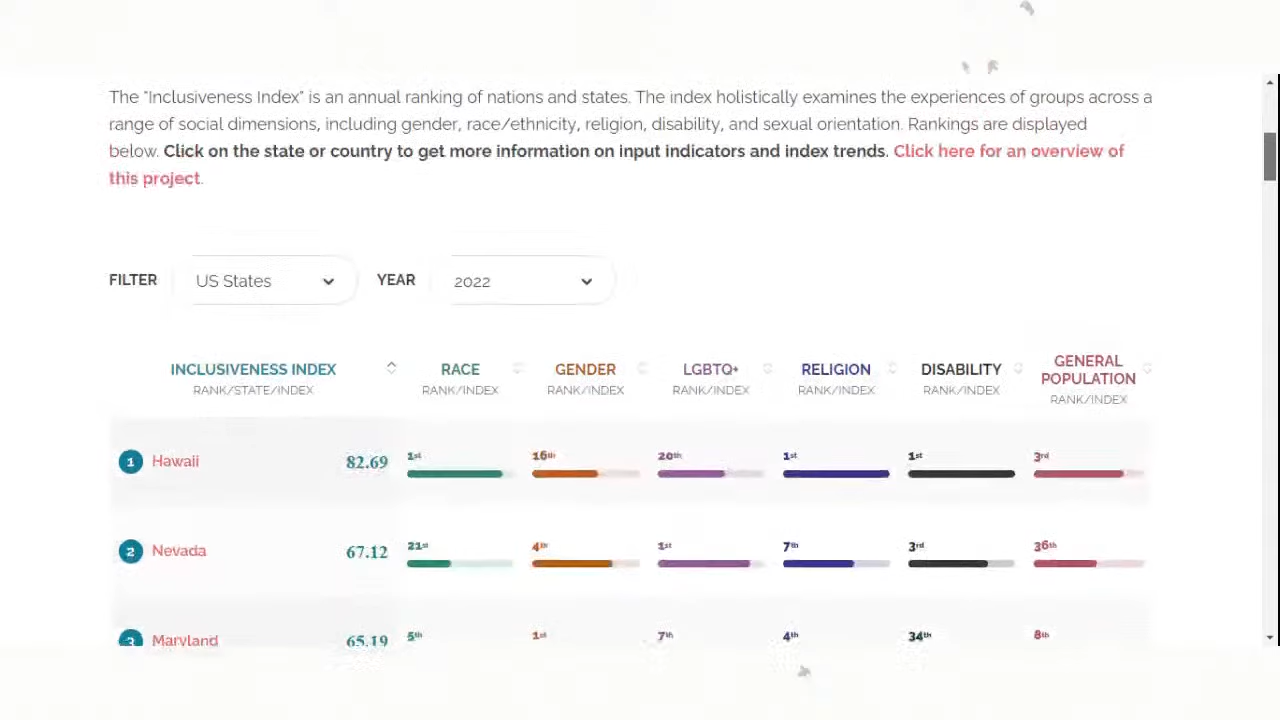 The "Inclusiveness Index" is an annual ranking of nations and states. The index holistically examines the experiences of groups across a
range of social dimensions, including gender, race/ethnicity, religion, disability, and sexual orientation. Rankings are displayed
below. Click on the state or country to get more information on input indicators and index trends. Click here for an overview of
this project.
FILTER US States YEAR 2022
INCLUSIVENESS INDEX RACE GENDER LGBTQ+ RELIGION DISABILITY GENERAL POPULATION
RANK/STATE/INDEX RANK/INDEX RANK/INDEX RANK/INDEX RANK/INDEX RANK/INDEX RANK/INDEX
1 Hawaii 82.69 1st 16th 20th 1st 1st 3rd
2 Nevada 67.12 21st 4th 1st 7th 3rd 36th
3 Maryland 65.19 5th 1st 7th 4th 34th 8th